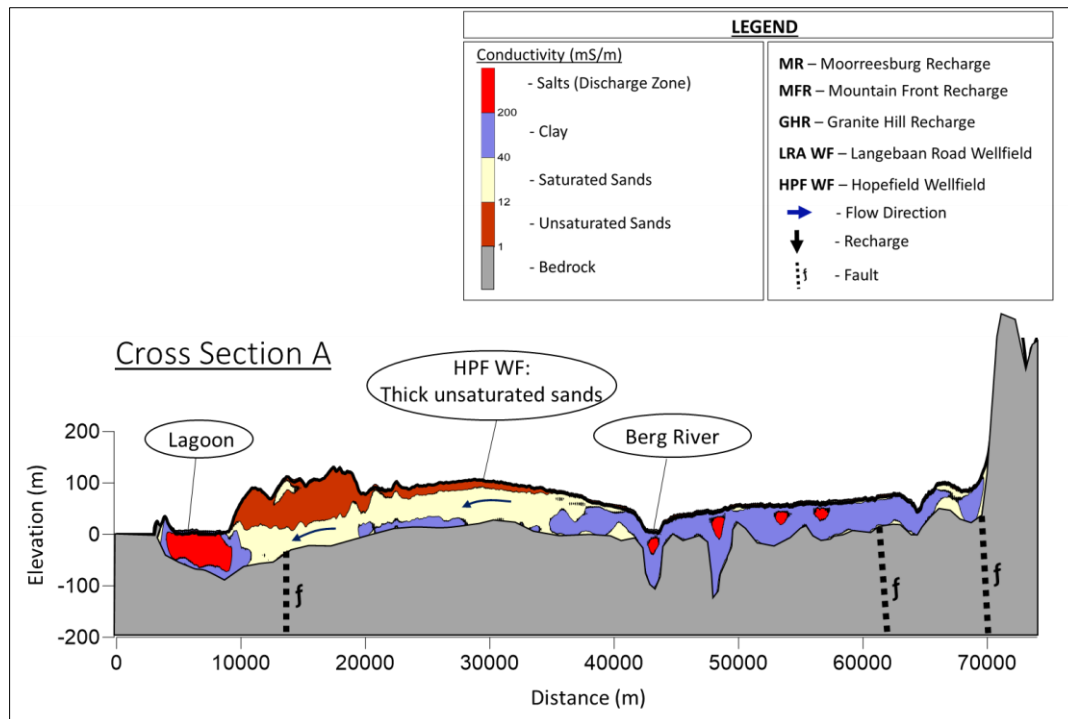 LEGEND
Conductivity (mS/m)
- Salts (Discharge Zone)
200
- Clay
40
- Saturated Sands
12
- Unsaturated Sands
1
- Bedrock
MR – Moorreesburg Recharge
MFR – Mountain Front Recharge
GHR – Granite Hill Recharge
LRA WF – Langebaan Road Wellfield
HPF WF – Hopefield Wellfield
- Flow Direction
- Recharge
f - Fault
Cross Section A
HPF WF:
Thick unsaturated sands
Lagoon
Berg River
Elevation (m)
200
100
0
-100
-200
f
f
f
0
10000
20000
30000
40000
50000
60000
70000
Distance (m)